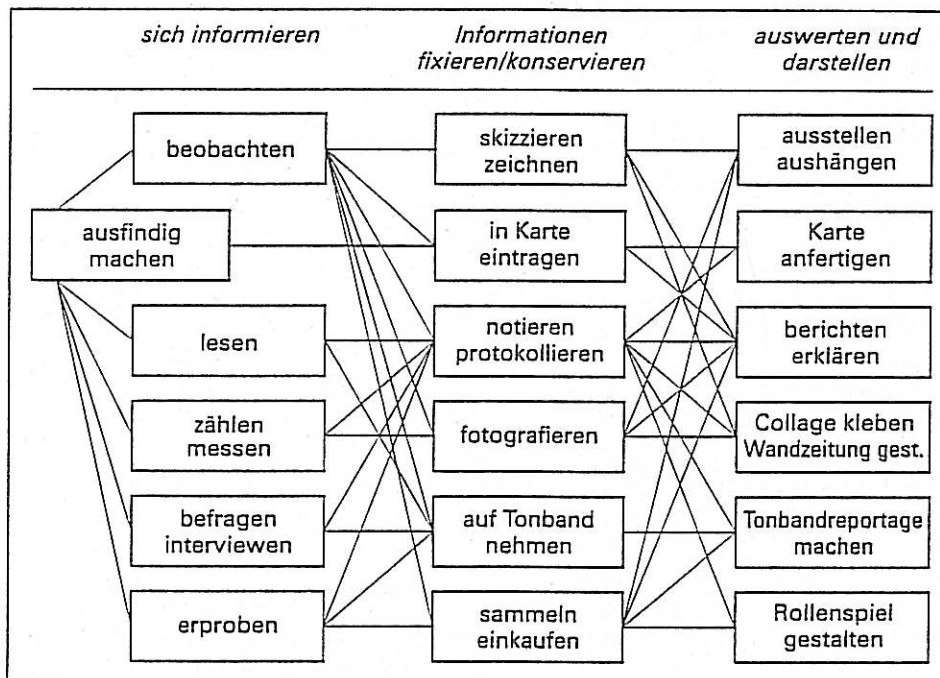 sich informieren
Informationen
fixieren/konservieren
auswerten und
darstellen
beobachten
skizzieren
zeichnen
ausstellen
aushängen
ausfindig
machen
in Karte
eintragen
Karte
anfertigen
lesen
notieren
protokollieren
berichten
erklären
zählen
messen
fotografieren
Collage kleben
Wandzeitung gest.
befragen
interviewen
auf Tonband
nehmen
Tonbandreportage
machen
erproben
sammeln
einkaufen
Rollenspiel
gestalten